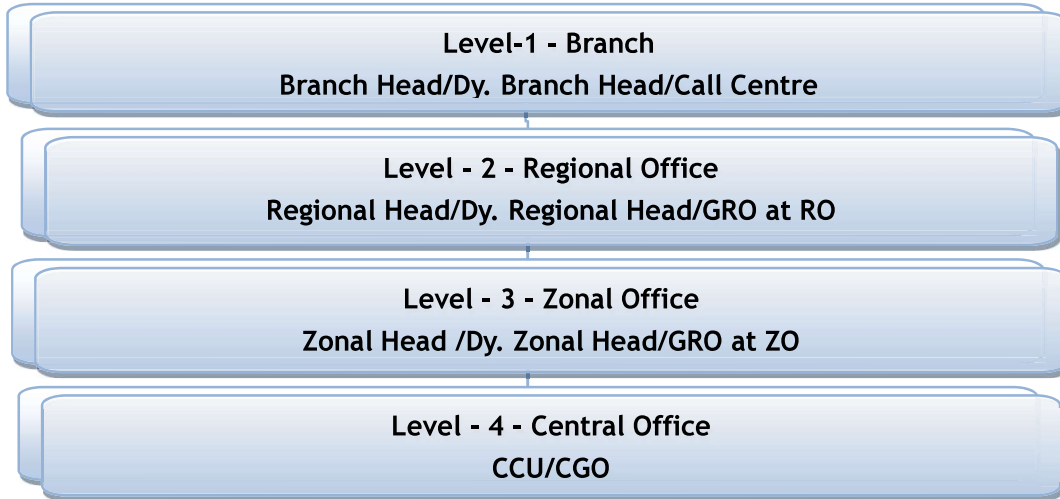 Level-1 - Branch
Branch Head/Dy. Branch Head/Call Centre
Level - 2 - Regional Office
Regional Head/Dy. Regional Head/GRO at RO
Level - 3 - Zonal Office
Zonal Head /Dy. Zonal Head/GRO at ZO
Level - 4 - Central Office
CCU/CGO